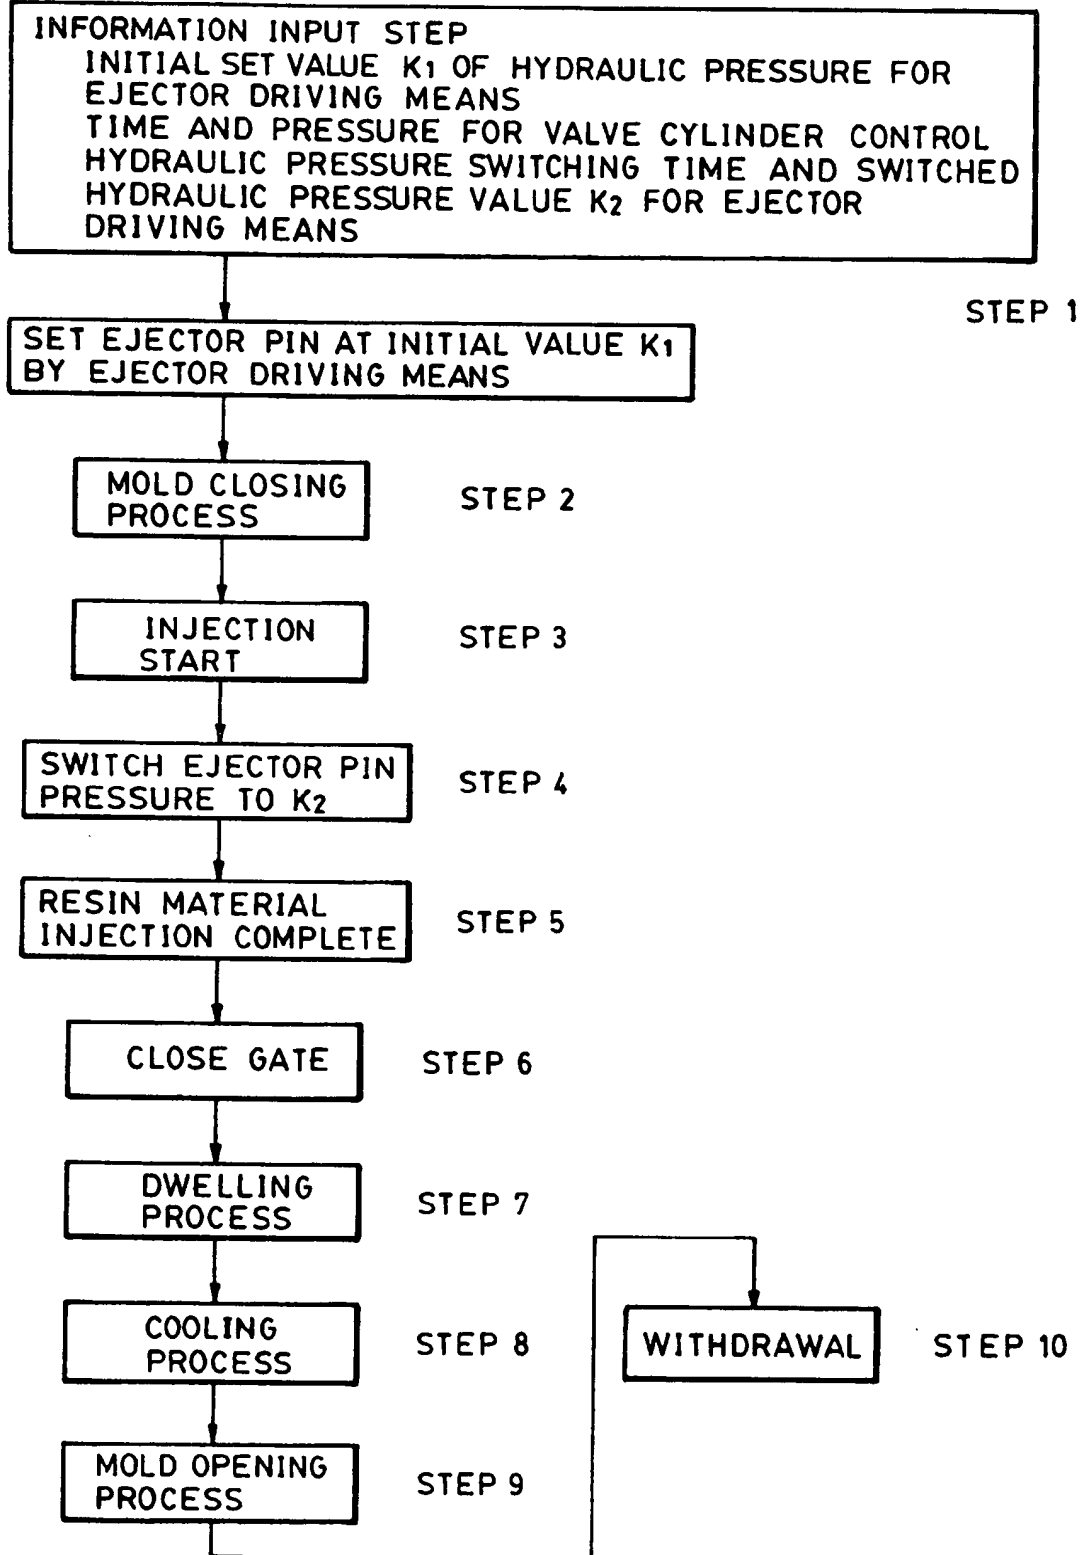 INFORMATION INPUT STEP
INITIAL SET VALUE K1 OF HYDRAULIC PRESSURE FOR
EJECTOR DRIVING MEANS
TIME AND PRESSURE FOR VALVE CYLINDER CONTROL
HYDRAULIC PRESSURE SWITCHING TIME AND SWITCHED
HYDRAULIC PRESSURE VALUE K2 FOR EJECTOR
DRIVING MEANS
STEP 1
SET EJECTOR PIN AT INITIAL VALUE K1
BY EJECTOR DRIVING MEANS
MOLD CLOSING
PROCESS
STEP 2
INJECTION
START
STEP 3
SWITCH EJECTOR PIN
PRESSURE TO K2
STEP 4
RESIN MATERIAL
INJECTION COMPLETE
STEP 5
CLOSE GATE
STEP 6
DWELLING
PROCESS
STEP 7
COOLING
PROCESS
STEP 8
MOLD OPENING
PROCESS
STEP 9
WITHDRAWAL
STEP 10